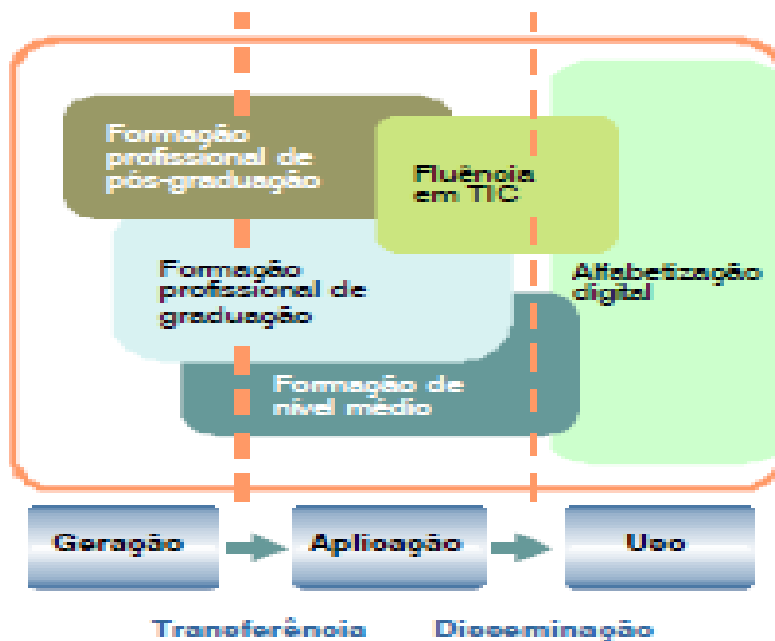 Formação
profissional de
pós-graduação
Fluência
em TIC
Formação
profissional de
graduação
Alfabetização
digital
Formação de
nível médio
Geração
Aplicação
Uso
Transferência
Disseminação